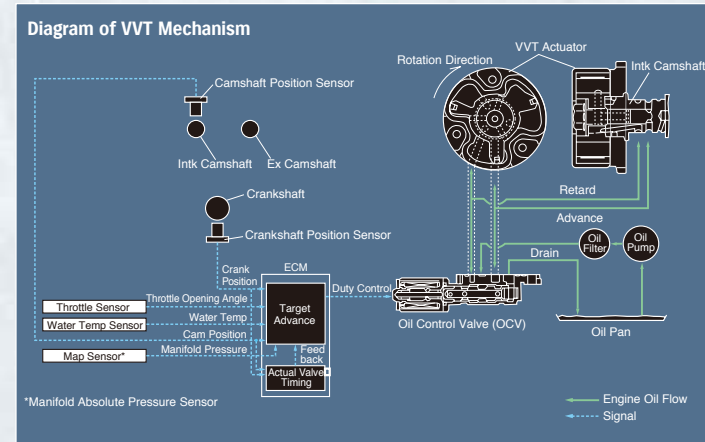 Diagram of VVT Mechanism
VVT Actuator
Rotation Direction
Intk Camshaft
Camshaft Position Sensor
Intk Camshaft
Ex Camshaft
Crankshaft
Crankshaft Position Sensor
Retard
Advance
Oil
Filter
Oil
Pump
Drain
Crank
Position
ECM
Duty Control
Throttle Sensor
Throttle Opening Angle
Target
Advance
Water Temp Sensor
Water Temp
Oil Control Valve (OCV)
Oil Pan
Cam Position
Map Sensor*
Manifold Pressure
Feed
back
Actual Valve
Timing
*Manifold Absolute Pressure Sensor
Engine Oil Flow
Signal